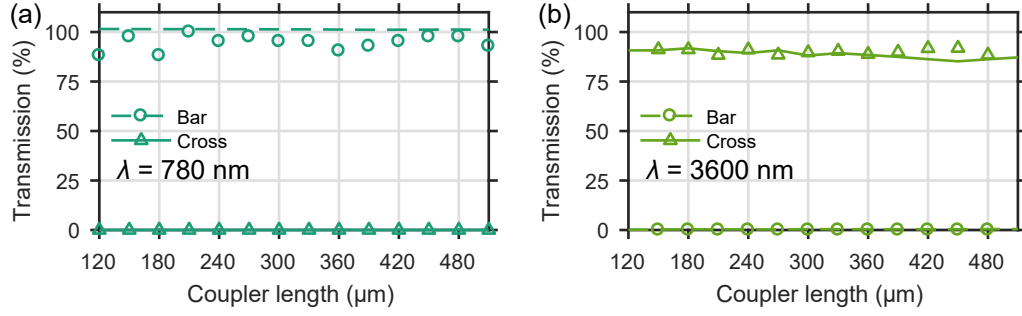 (a)
Transmission (%)
100
75
50
25
0
Bar
Cross
λ = 780 nm
120 180 240 300 360 420 480
Coupler length (μm)
(b)
Transmission (%)
100
75
50
25
0
Bar
Cross
λ = 3600 nm
120 180 240 300 360 420 480
Coupler length (μm)